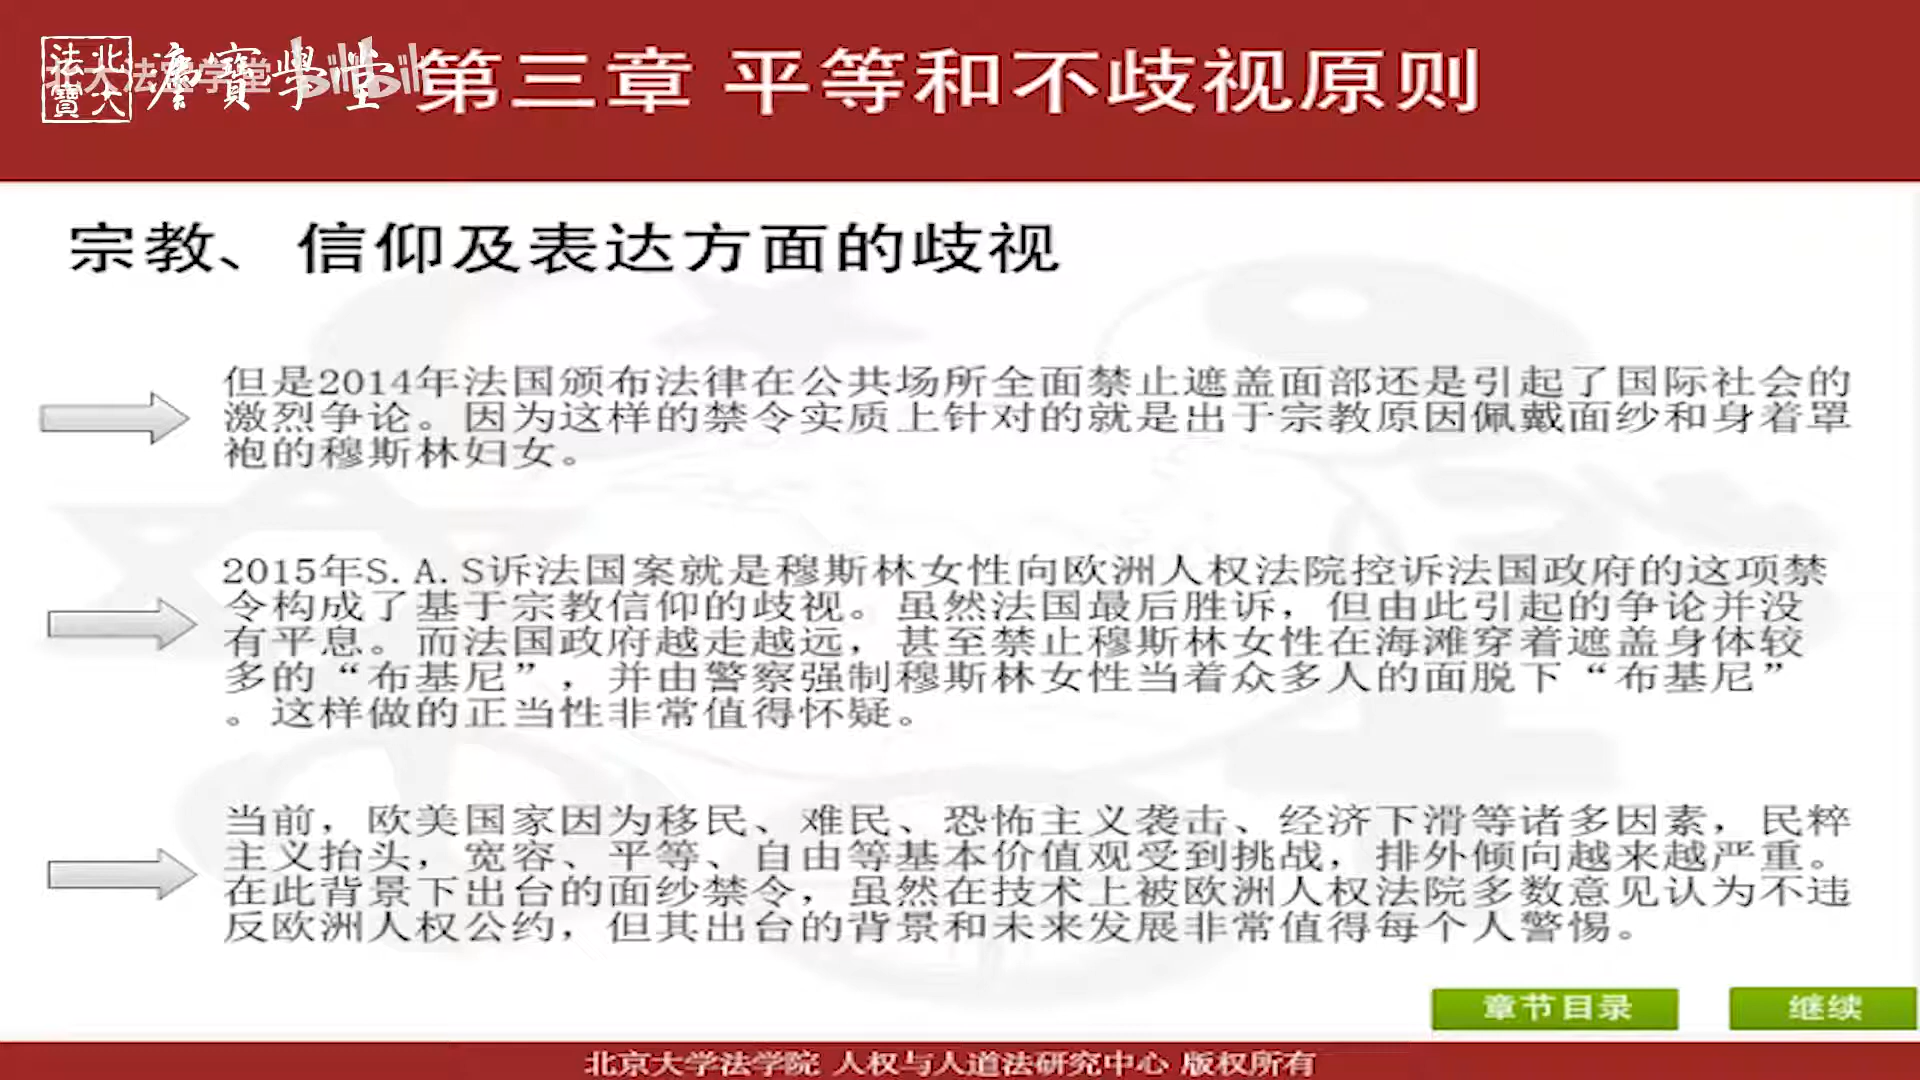 第三章 平等和不歧视原则
宗教、信仰及表达方面的歧视
但是2014年法国颁布法律在公共场所全面禁止遮盖面部还是引起了国际社会的
激烈争论。因为这样的禁令实质上针对的就是出于宗教原因佩戴面纱和身着罩
袍的穆斯林妇女。
2015年S.A.S诉法国案就是穆斯林女性向欧洲人权法院控诉法国政府的这项禁
令构成了基于宗教信仰的歧视。虽然法国最后胜诉，但由此引起的争论并没
有平息。而法国政府越走越远，甚至禁止穆斯林女性在海滩穿着遮盖身体较
多的“布基尼”，并由警察强制穆斯林女性当着众多人的面脱下“布基尼”
。这样做的正当性非常值得怀疑。
当前，欧美国家因为移民、难民、恐怖主义袭击、经济下滑等诸多因素，民粹
主义抬头，宽容、平等、自由等基本价值观受到挑战，排外倾向越来越严重。
在此背景下出台的面纱禁令，虽然在技术上被欧洲人权法院多数意见认为不违
反欧洲人权公约，但其出台的背景和未来发展非常值得每个人警惕。
章节目录 继续
北京大学法学院 人权与人道法研究中心 版权所有